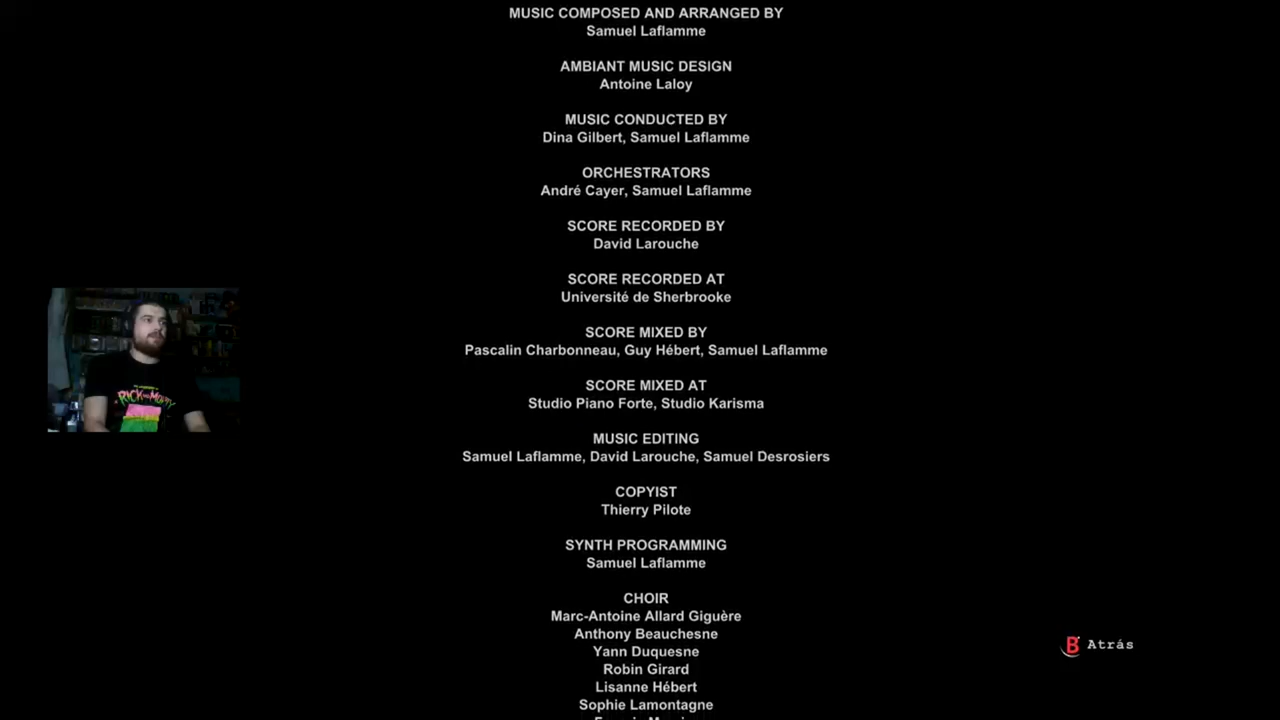 MUSIC COMPOSED AND ARRANGED BY
Samuel Laflamme
AMBIANT MUSIC DESIGN
Antoine Laloy
MUSIC CONDUCTED BY
Dina Gilbert, Samuel Laflamme
ORCHESTRATORS
André Cayer, Samuel Laflamme
SCORE RECORDED BY
David Larouche
SCORE RECORDED AT
Université de Sherbrooke
SCORE MIXED BY
Pascalin Charbonneau, Guy Hébert, Samuel Laflamme
SCORE MIXED AT
Studio Piano Forte, Studio Karisma
MUSIC EDITING
Samuel Laflamme, David Larouche, Samuel Desrosiers
COPYIST
Thierry Pilote
SYNTH PROGRAMMING
Samuel Laflamme
CHOIR
Marc-Antoine Allard Giguère
Anthony Beauchesne
Yann Duquesne
Robin Girard
Lisanne Hébert
Sophie Lamontagne
RICK AND MORTY
B Atrás